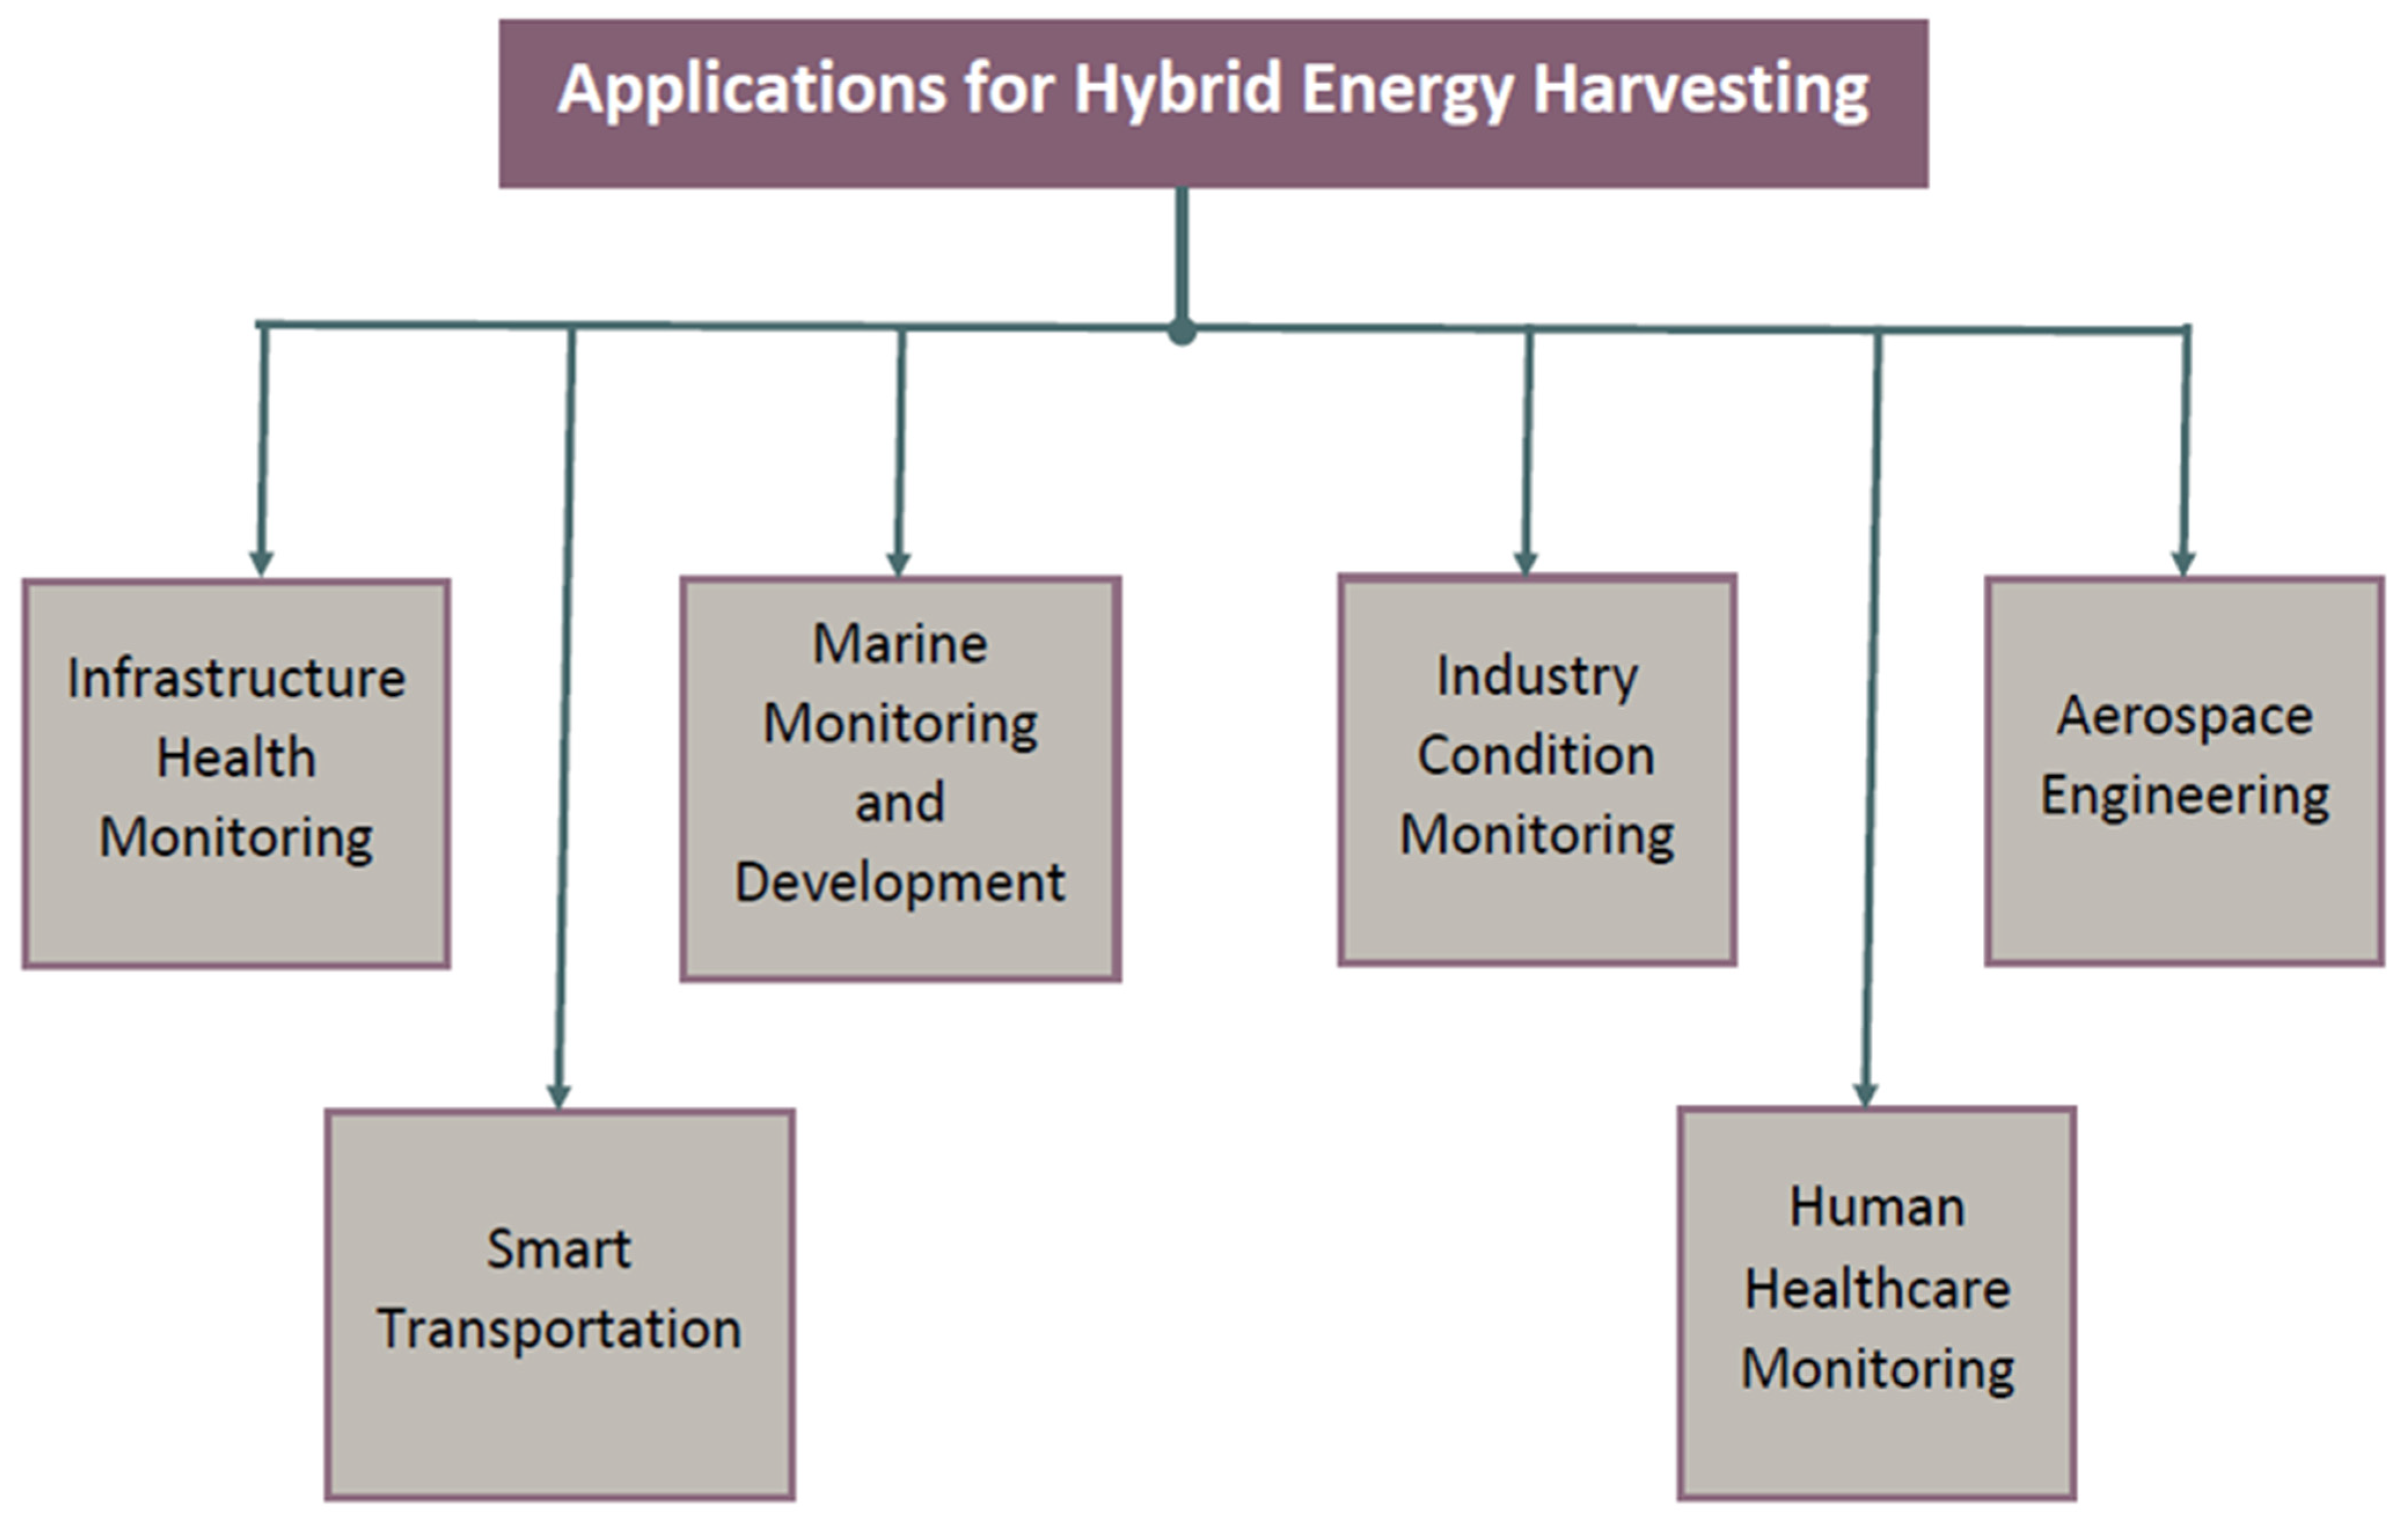 Applications for Hybrid Energy Harvesting
Infrastructure
Health
Monitoring
Marine
Monitoring
and
Development
Industry
Condition
Monitoring
Aerospace
Engineering
Smart
Transportation
Human
Healthcare
Monitoring